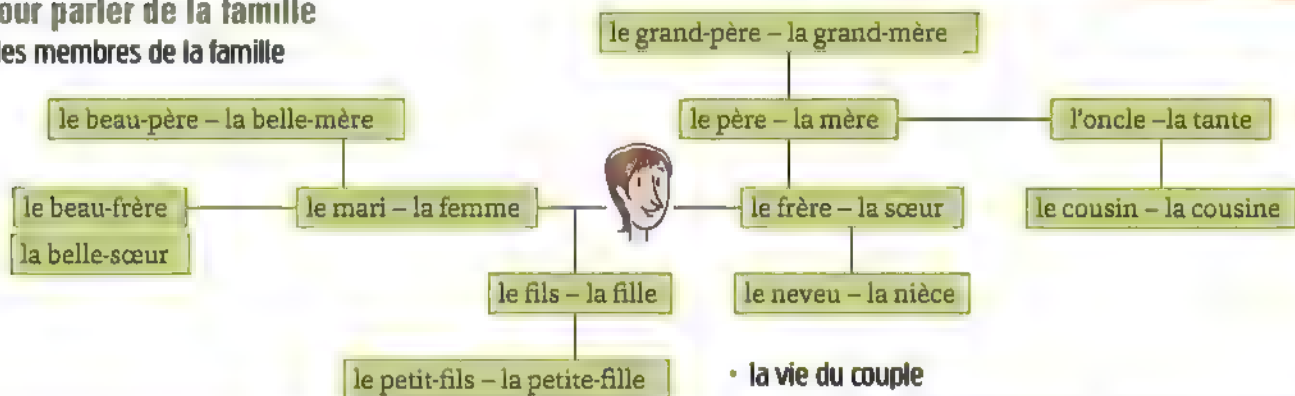 our parler de la famille
les membres de la famille
le grand-père – la grand-mère
le beau-père – la belle-mère
le père – la mère
l'oncle –la tante
le beau-frère
la belle-sœur
le mari – la femme
le frère – la sœur
le cousin – la cousine
le fils – la fille
le neveu – la nièce
le petit-fils – la petite-fille
• la vie du couple